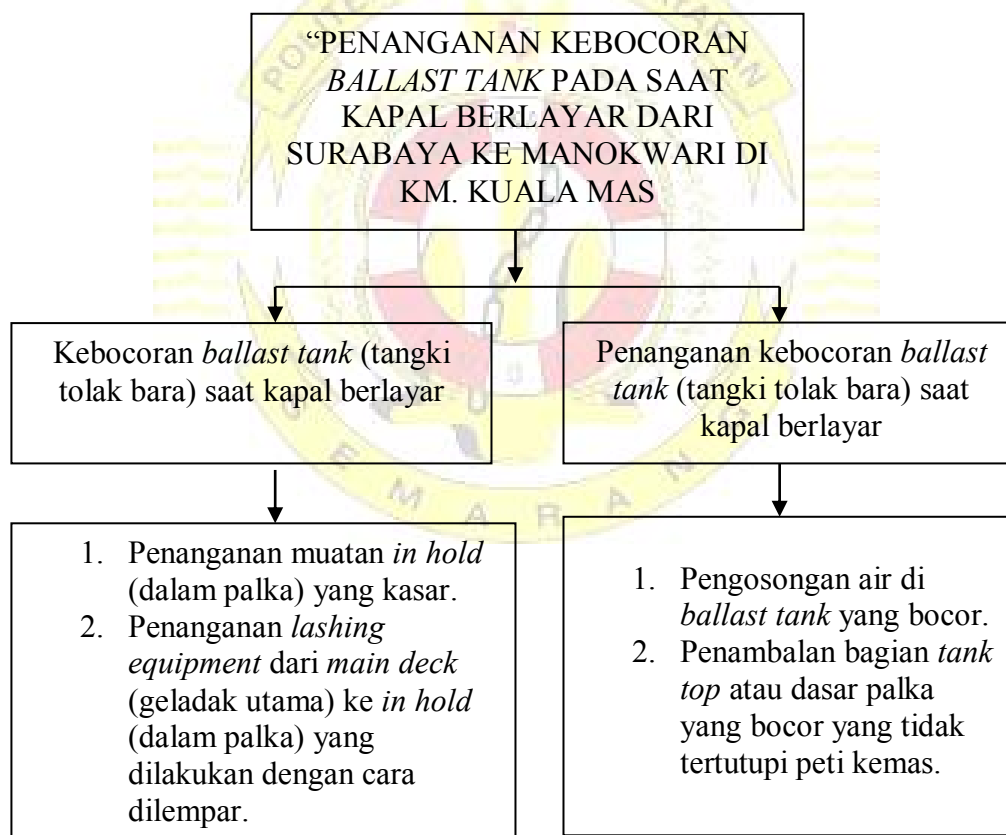 “PENANGANAN KEBOCORAN
BALLAST TANK PADA SAAT
KAPAL BERLAYAR DARI
SURABAYA KE MANOKWARI DI
KM. KUALA MAS
Kebocoran ballast tank (tangki
tolak bara) saat kapal berlayar
Penanganan kebocoran ballast
tank (tangki tolak bara) saat
kapal berlayar
1. Penanganan muatan in hold
(dalam palka) yang kasar.
2. Penanganan lashing
equipment dari main deck
(geladak utama) ke in hold
(dalam palka) yang
dilakukan dengan cara
dilempar.
1. Pengosongan air di
ballast tank yang bocor.
2. Penambalan bagian tank
top atau dasar palka
yang bocor yang tidak
tertutupi peti kemas.
SEMARANG